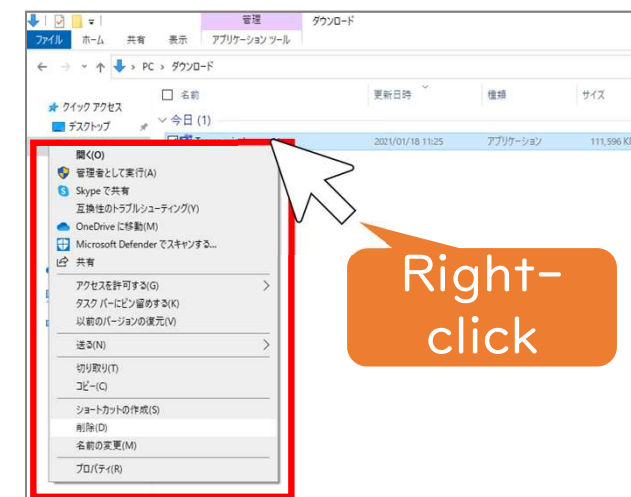 管理
ダウンロード
ファイル ホーム 共有 表示 アプリケーション ツール
PC › ダウンロード
名前 更新日時 種類 サイズ
クイック アクセス
デスクトップ
今日 (1)
2021/01/18 11:25 アプリケーション 111,596 KB
開く(O)
管理者として実行(A)
Skype で共有
互換性のトラブルシューティング(Y)
OneDrive に移動(M)
Microsoft Defender でスキャンする...
共有
アクセスを許可する(G)
タスク バーにピン留めする(K)
以前のバージョンの復元(V)
送る(N)
切り取り(T)
コピー(C)
ショートカットの作成(S)
削除(D)
名前の変更(M)
プロパティ(R)
Right-
click